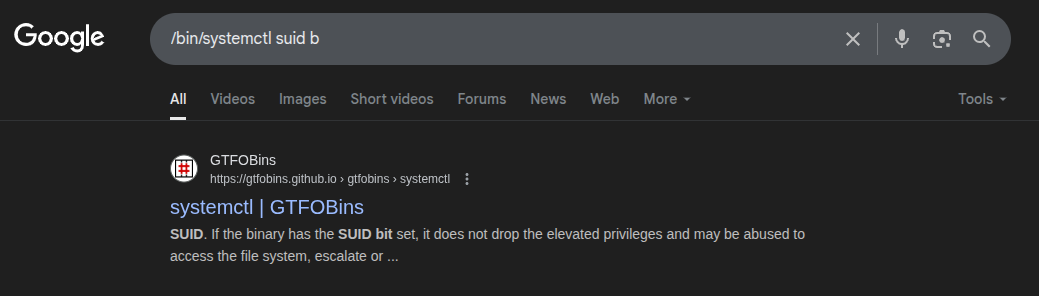 Google
/bin/systemctl suid b
All Videos Images Short videos Forums News Web More Tools
GTFOBins
https://gtfobins.github.io › gtfobins › systemctl
systemctl | GTFOBins
SUID. If the binary has the SUID bit set, it does not drop the elevated privileges and may be abused to
access the file system, escalate or ...